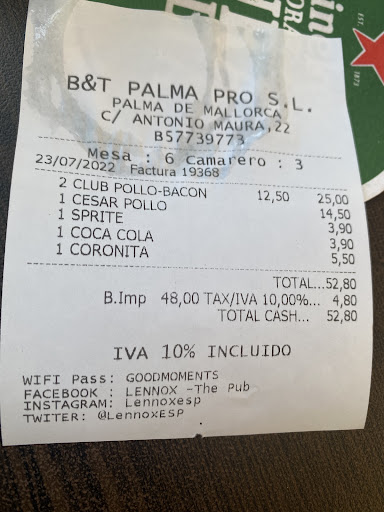 EST.
1873
B&T PALMA PRO S.L.
PALMA DE MALLORCA
C/ ANTONIO MAURA,22
B57739773
Mesa : 6 Camarero : 3
23/07/2022 Factura 19368
2 CLUB POLLO-BACON 12,50 25,00
1 CESAR POLLO 14,50
1 SPRITE 3,90
1 COCA COLA 3,90
1 CORONITA 5,50
TOTAL...52,80
B.Imp 48,00 TAX/IVA 10,00%... 4,80
TOTAL CASH... 52,80
IVA 10% INCLUIDO
WIFI Pass: GOODMOMENTS
FACEBOOK : LENNOX -The Pub
INSTAGRAM: Lennoxesp
TWITER: @LennoxESP